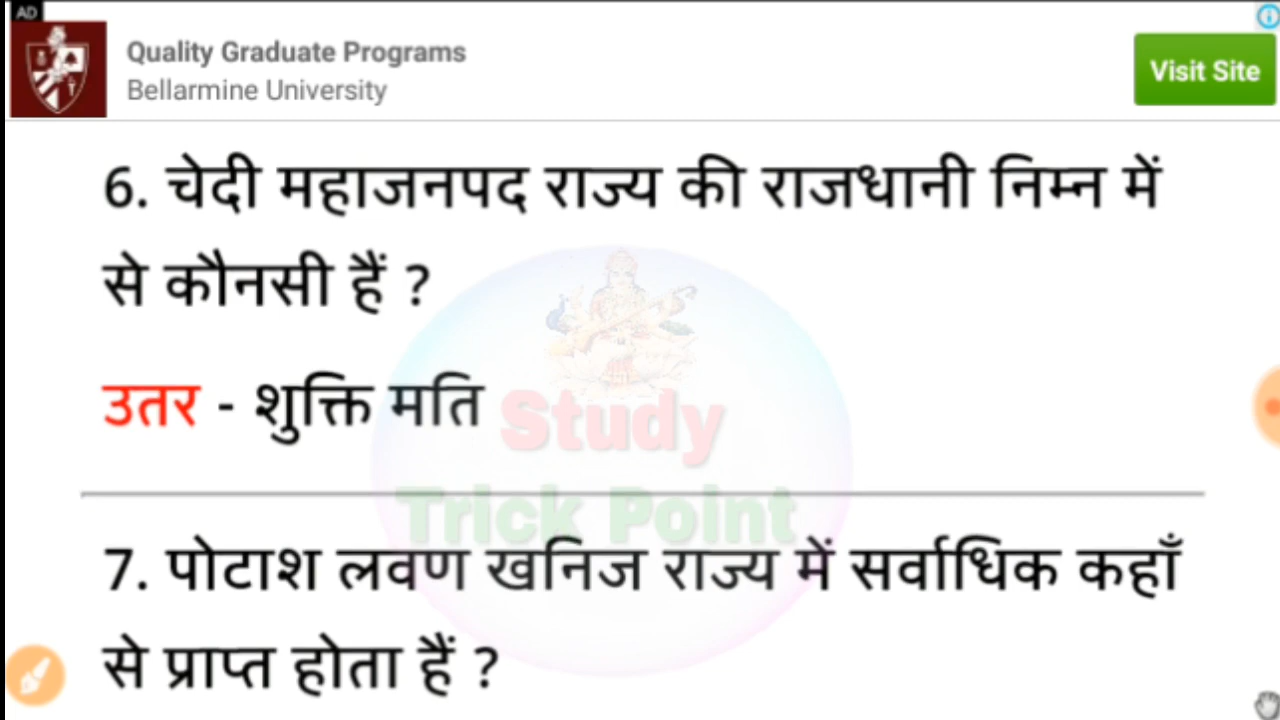 AD
Quality Graduate Programs
Bellarmine University
Visit Site
6. चेदी महाजनपद राज्य की राजधानी निम्न में
से कौनसी हैं ?
उतर - शुक्ति मति
Study
Trick Point
7. पोटाश लवण खनिज राज्य में सर्वाधिक कहाँ
से प्राप्त होता हैं ?